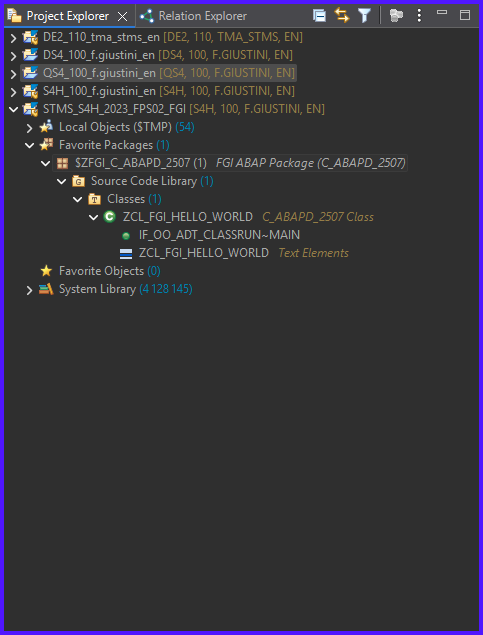 Project Explorer Relation Explorer
DE2_110_tma_stms_en [DE2, 110, TMA_STMS, EN]
DS4_100_f.giustini_en [DS4, 100, F.GIUSTINI, EN]
QS4_100_f.giustini_en [QS4, 100, F.GIUSTINI, EN]
S4H_100_f.giustini_en [S4H, 100, F.GIUSTINI, EN]
STMS_S4H_2023_FPS02_FGI [S4H, 100, F.GIUSTINI, EN]
Local Objects ($TMP) (54)
Favorite Packages (1)
$ZFGI_C_ABAPD_2507 (1) FGI ABAP Package (C_ABAPD_2507)
Source Code Library (1)
Classes (1)
ZCL_FGI_HELLO_WORLD C_ABAPD_2507 Class
IF_OO_ADT_CLASSRUN~MAIN
ZCL_FGI_HELLO_WORLD Text Elements
Favorite Objects (0)
System Library (4 128 145)